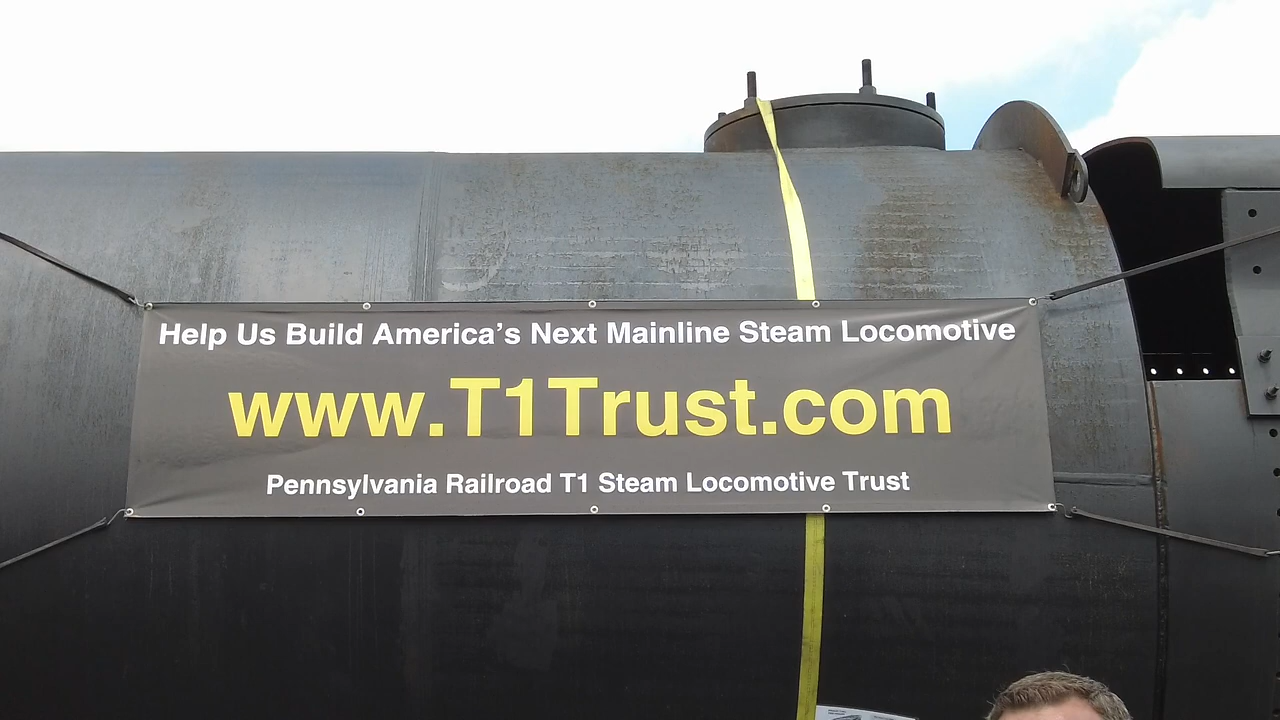 Help Us Build America's Next Mainline Steam Locomotive
www.T1Trust.com
Pennsylvania Railroad T1 Steam Locomotive Trust